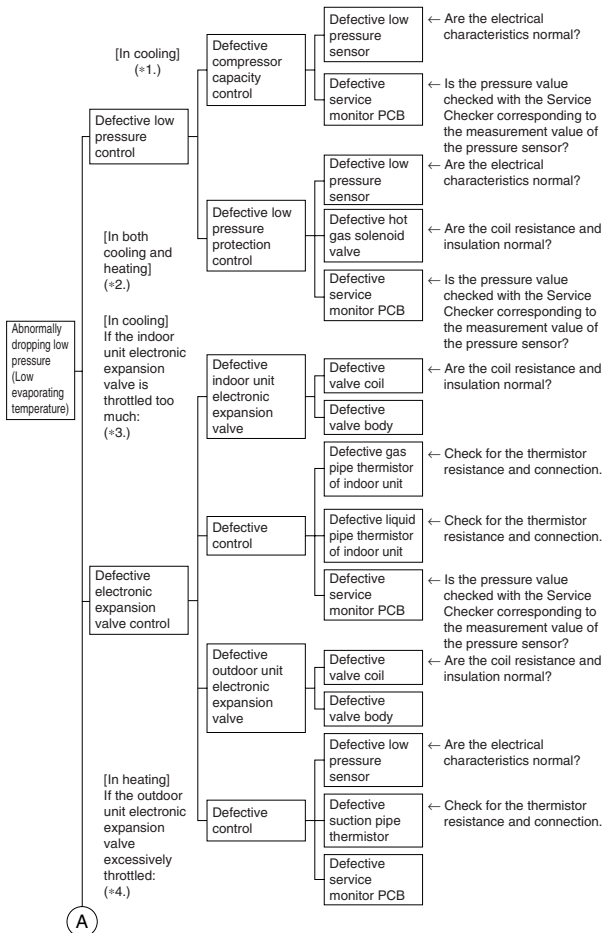 Abnormally
dropping low
pressure
(Low
evaporating
temperature)
Defective low
pressure
control
[In cooling]
(*1.)
Defective
compressor
capacity
control
Defective low
pressure
sensor
← Are the electrical
characteristics normal?
Defective
service
monitor PCB
← Is the pressure value
checked with the Service
Checker corresponding to
the measurement value of
the pressure sensor?
[In both
cooling and
heating]
(*2.)
Defective low
pressure
protection
control
Defective low
pressure
sensor
← Are the electrical
characteristics normal?
Defective hot
gas solenoid
valve
← Are the coil resistance and
insulation normal?
Defective
service
monitor PCB
← Is the pressure value
checked with the Service
Checker corresponding to
the measurement value of
the pressure sensor?
Defective
electronic
expansion
valve control
[In cooling]
If the indoor
unit electronic
expansion
valve is
throttled too
much:
(*3.)
Defective
indoor unit
electronic
expansion
valve
Defective
valve coil
← Are the coil resistance and
insulation normal?
Defective
valve body
Defective
control
Defective gas
pipe thermistor
of indoor unit
← Check for the thermistor
resistance and connection.
Defective liquid
pipe thermistor
of indoor unit
← Check for the thermistor
resistance and connection.
Defective
service
monitor PCB
← Is the pressure value
checked with the Service
Checker corresponding to
the measurement value of
the pressure sensor?
[In heating]
If the outdoor
unit electronic
expansion
valve
excessively
throttled:
(*4.)
Defective
outdoor unit
electronic
expansion
valve
Defective
valve coil
← Are the coil resistance and
insulation normal?
Defective
valve body
Defective
control
Defective low
pressure
sensor
← Are the electrical
characteristics normal?
Defective
suction pipe
thermistor
← Check for the thermistor
resistance and connection.
Defective
service
monitor PCB
A